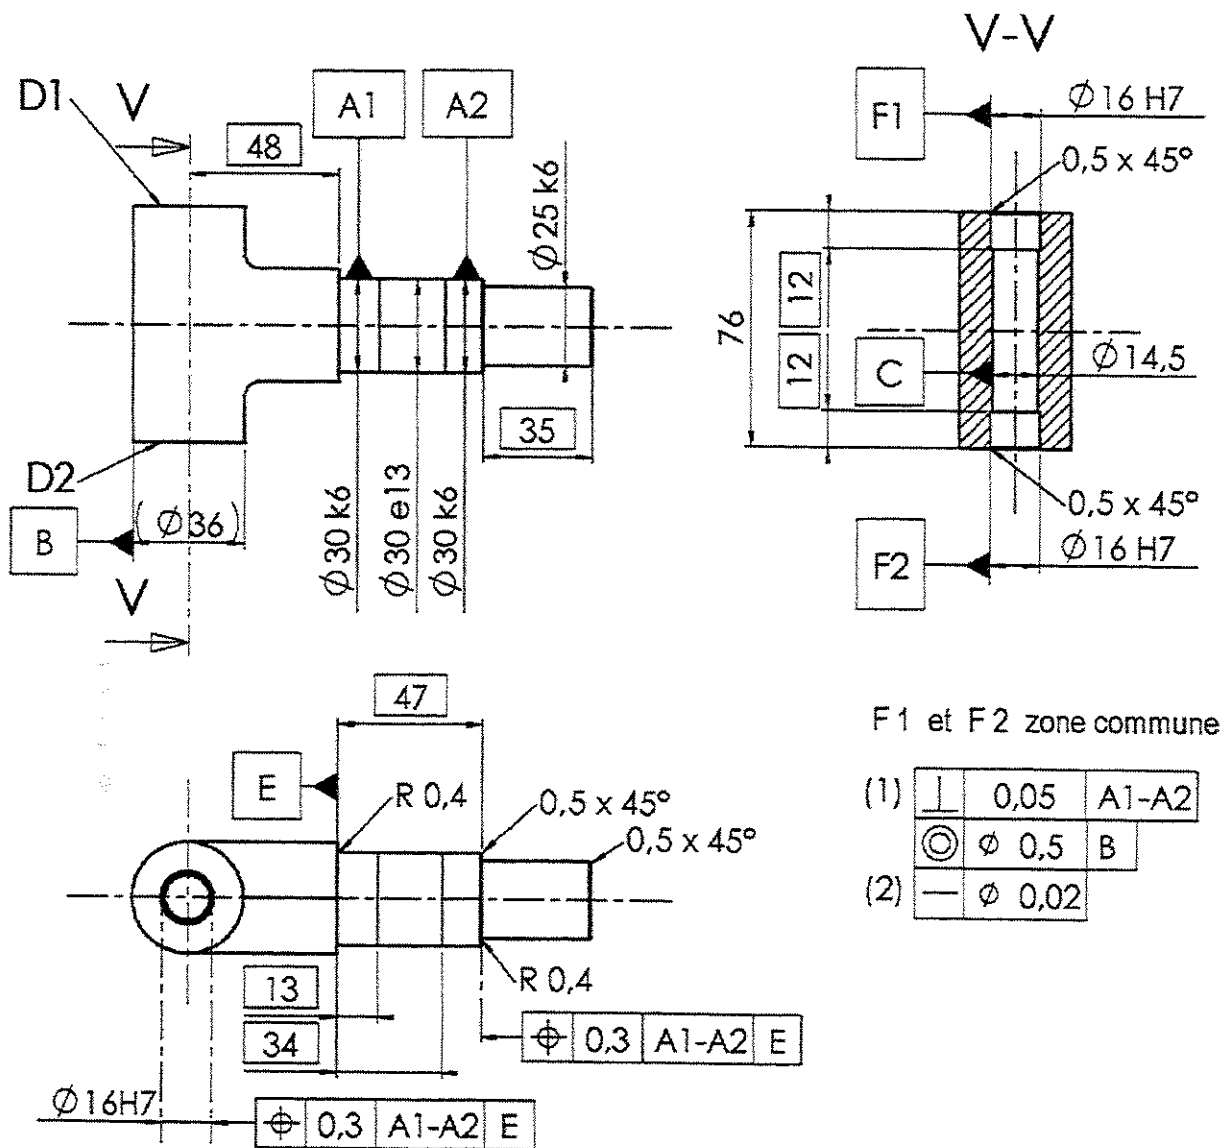 V-V
D1
V
48
A1
A2
Ø25 k6
F1
Ø16 H7
0,5 x 45°
76
12
12
C
Ø14,5
35
D2
(Ø36)
B
V
Ø30 k6
Ø30 e13
Ø30 k6
0,5 x 45°
F2
Ø16 H7
47
E
R 0,4
0,5 x 45°
0,5 x 45°
R 0,4
13
34
⌖ 0,3 A1-A2 E
Ø16H7
⌖ 0,3 A1-A2 E
F1 et F2 zone commune
(1) ⊥ 0,05 A1-A2
◎ Ø 0,5 B
(2) — Ø 0,02